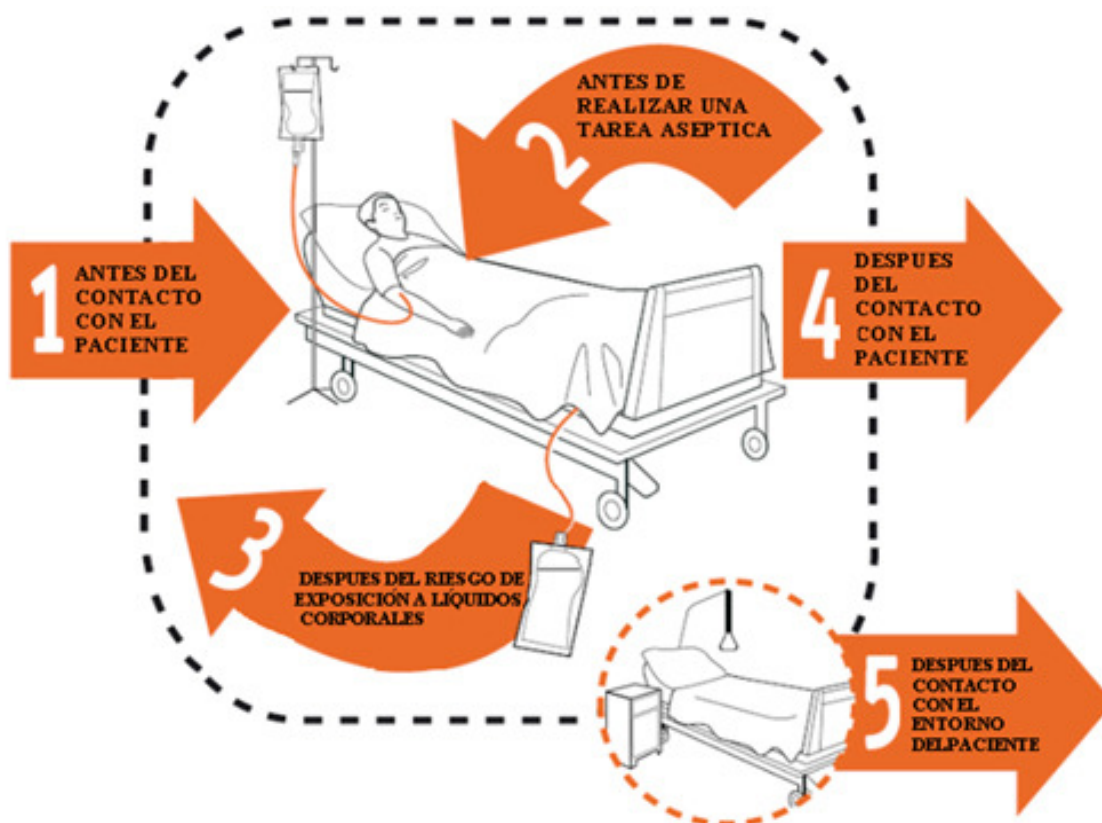 1
ANTES DEL
CONTACTO
CON EL
PACIENTE
2
ANTES DE
REALIZAR UNA
TAREA ASEPTICA
3
DESPUES DEL RIESGO DE
EXPOSICIÓN A LÍQUIDOS
CORPORALES
4
DESPUES
DEL
CONTACTO
CON EL
PACIENTE
5
DESPUES DEL
CONTACTO
CON EL
ENTORNO
DELPACIENTE